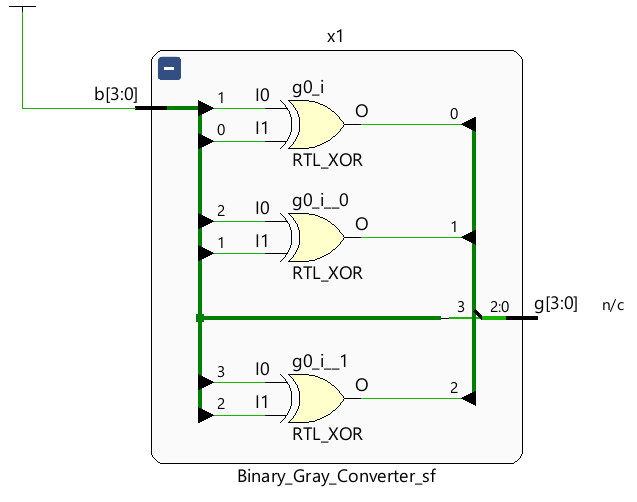 x1
b[3:0]
1 I0 g0_i O 0
0 I1
RTL_XOR
2 I0 g0_i__0 O 1
1 I1
RTL_XOR
3 2:0 g[3:0] n/c
3 I0 g0_i__1 O 2
2 I1
RTL_XOR
Binary_Gray_Converter_sf